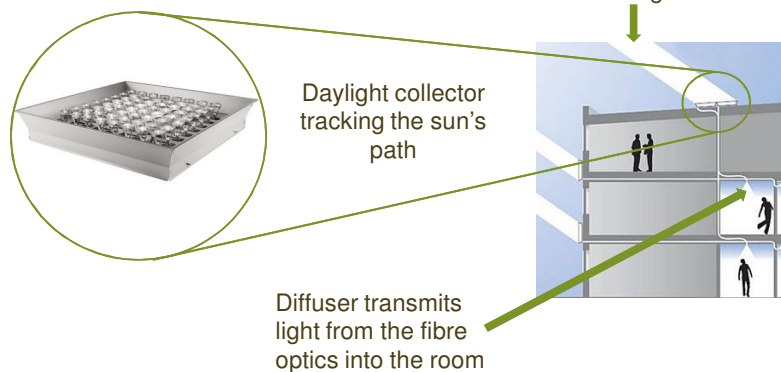 Daylight collector
tracking the sun's
path
Diffuser transmits
light from the fibre
optics into the room